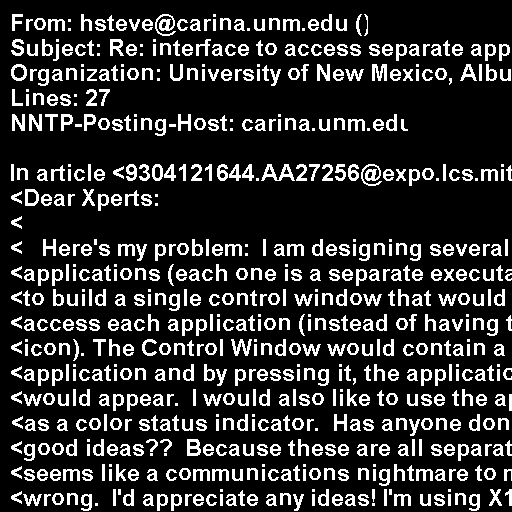 From: hsteve@carina.unm.edu ()
Subject: Re: interface to access separate app
Organization: University of New Mexico, Albu
Lines: 27
NNTP-Posting-Host: carina.unm.edu

In article <9304121644.AA27256@expo.lcs.mit
<Dear Xperts:
<
<   Here's my problem:  I am designing several
<applications (each one is a separate executa
<to build a single control window that would
<access each application (instead of having t
<icon). The Control Window would contain a
<application and by pressing it, the applicatio
<would appear.  I would also like to use the ap
<as a color status indicator.  Has anyone don
<good ideas??  Because these are all separat
<seems like a communications nightmare to m
<wrong.  I'd appreciate any ideas! I'm using X1